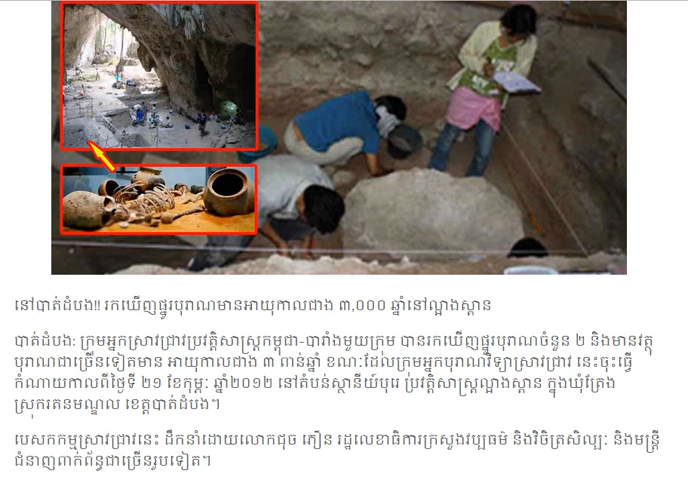 នៅបាត់ដំបង!! រកឃើញផ្នូរបុរាណមានអាយុកាលជាង ៣,០០០ ឆ្នាំនៅល្អាងស្ពាន
បាត់ដំបង: ក្រុមអ្នកស្រាវជ្រាវប្រវត្តិសាស្ត្រកម្ពុជា-បារាំងមួយក្រុម បានរកឃើញផ្នូរបុរាណចំនួន ២ និងមានវត្ថុ
បុរាណជាច្រើនទៀតមាន អាយុកាលជាង ៣ ពាន់ឆ្នាំ ខណៈដែលក្រុមអ្នកបុរាណវិទ្យាស្រាវជ្រាវ នេះចុះធ្វើ
កំណាយកាលពីថ្ងៃទី ២១ ខែកុម្ភៈ ឆ្នាំ២០១២ នៅតំបន់ស្ថានីយ៍បុរេ ប្រវត្តិសាស្ត្រល្អាងស្ពាន ក្នុងឃុំត្រែង
ស្រុករតនមណ្ឌល ខេត្តបាត់ដំបង។
បេសកកម្មស្រាវជ្រាវនេះ ដឹកនាំដោយលោកជុច ភឿន រដ្ឋលេខាធិការក្រសួងវប្បធម៌ និងវិចិត្រសិល្បៈ និងមន្ត្រី
ជំនាញពាក់ព័ន្ធជាច្រើនរូបទៀត។